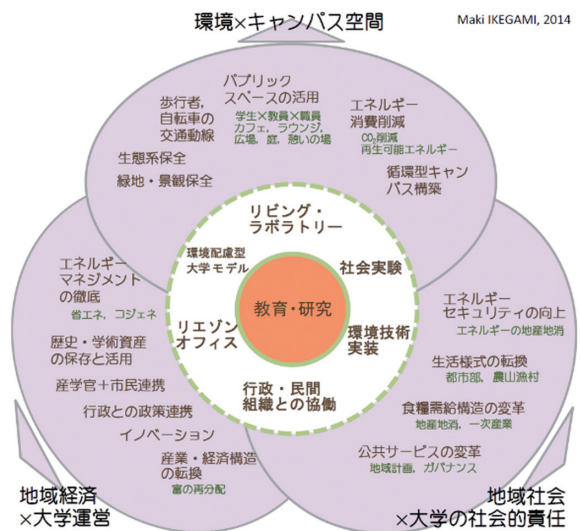 環境×キャンパス空間
Maki IKEGAMI, 2014
パブリック
スペースの活用
学生×教員×職員
カフェ，ラウンジ，
広場，庭，憩いの場
歩行者，
自転車の
交通動線
生態系保全
緑地・景観保全
エネルギー
消費削減
CO₂削減
再生可能エネルギー
循環型キャン
パス構築
リビング・
ラボラトリー
環境配慮型
大学モデル
社会実験
教育・研究
リエゾン
オフィス
環境技術
実装
行政・民間
組織との協働
エネルギー
マネジメント
の徹底
省エネ，コジェネ
歴史・学術資産
の保存と活用
産学官＋市民連携
行政との政策連携
イノベーション
産業・経済構造
の転換
富の再分配
エネルギー
セキュリティの向上
エネルギーの地産地消
生活様式の転換
都市部，農山漁村
食糧需給構造の変革
地産地消，一次産業
公共サービスの変革
地域計画，ガバナンス
地域経済
×大学運営
地域社会
×大学の社会的責任